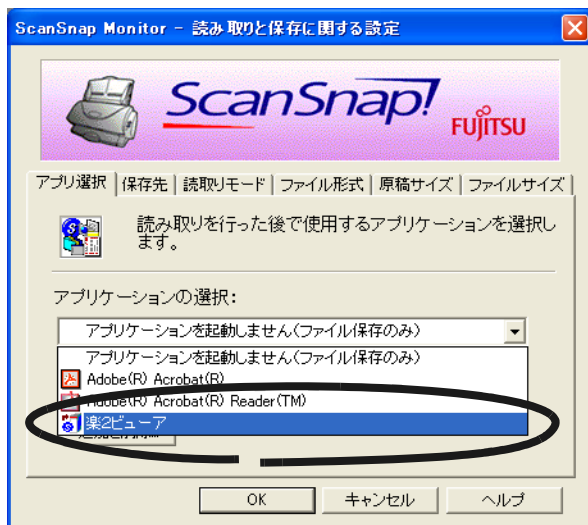 ScanSnap Monitor - 読み取りと保存に関する設定
ScanSnap!
FUJITSU
アプリ選択 保存先 読取りモード ファイル形式 原稿サイズ ファイルサイズ
読み取りを行った後で使用するアプリケーションを選択し
ます。
アプリケーションの選択:
アプリケーションを起動しません(ファイル保存のみ)
アプリケーションを起動しません(ファイル保存のみ)
Adobe(R) Acrobat(R)
Adobe(R) Acrobat(R) Reader(TM)
楽2ビューア
OK キャンセル ヘルプ